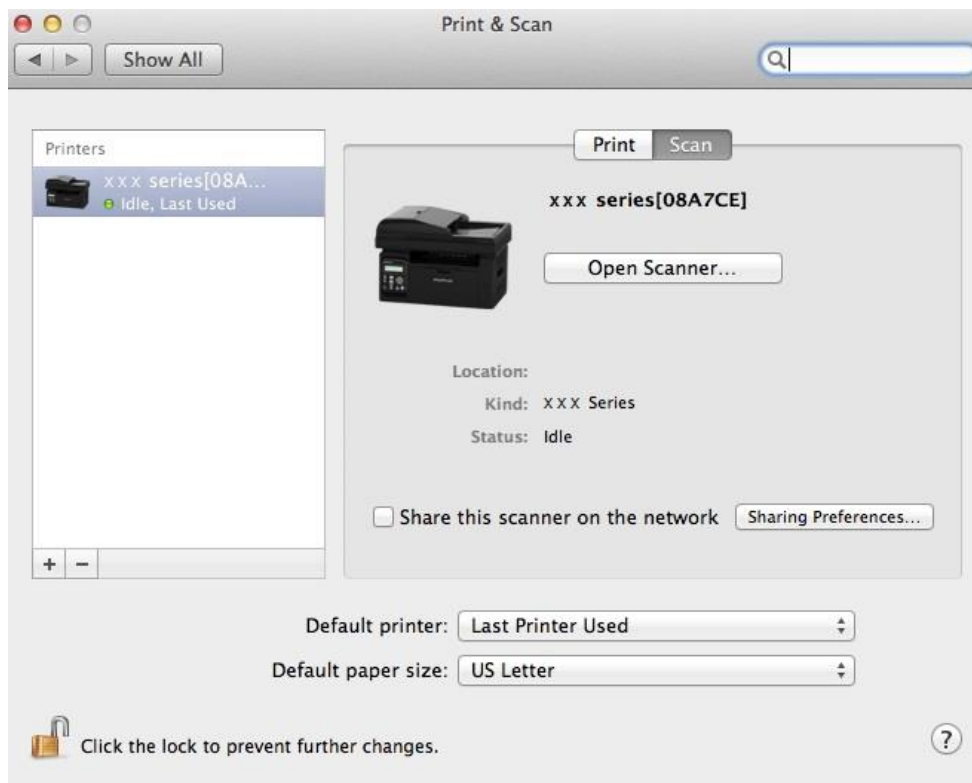 Print & Scan
Show All
Printers
x x x series[08A...
Idle, Last Used
Print Scan
xxx series[08A7CE]
Open Scanner...
Location:
Kind: X X X Series
Status: Idle
Share this scanner on the network Sharing Preferences...
+ −
Default printer: Last Printer Used
Default paper size: US Letter
Click the lock to prevent further changes.
?